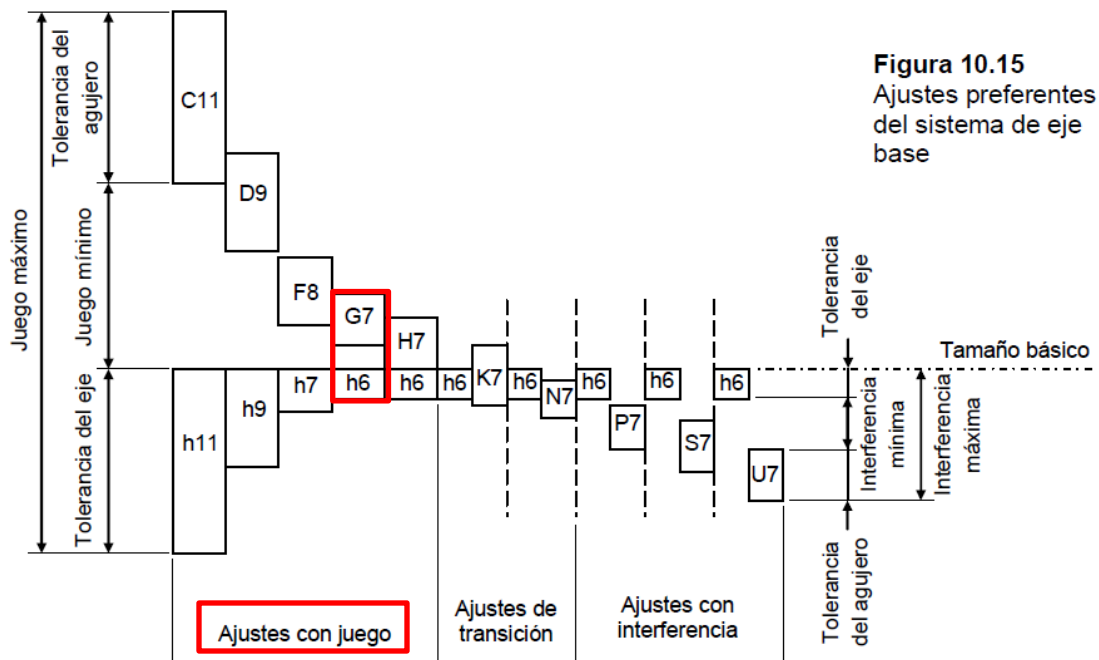 Figura 10.15
Ajustes preferentes
del sistema de eje
base
Juego máximo
Tolerancia del
agujero
Juego mínimo
Tolerancia del eje
C11
D9
F8
G7
H7
h11
h9
h7
h6
h6
h6
K7
h6
N7
h6
P7
h6
S7
h6
U7
Tolerancia
del eje
Tamaño básico
Interferencia
mínima
Interferencia
máxima
Tolerancia
del agujero
Ajustes con juego
Ajustes de
transición
Ajustes con
interferencia